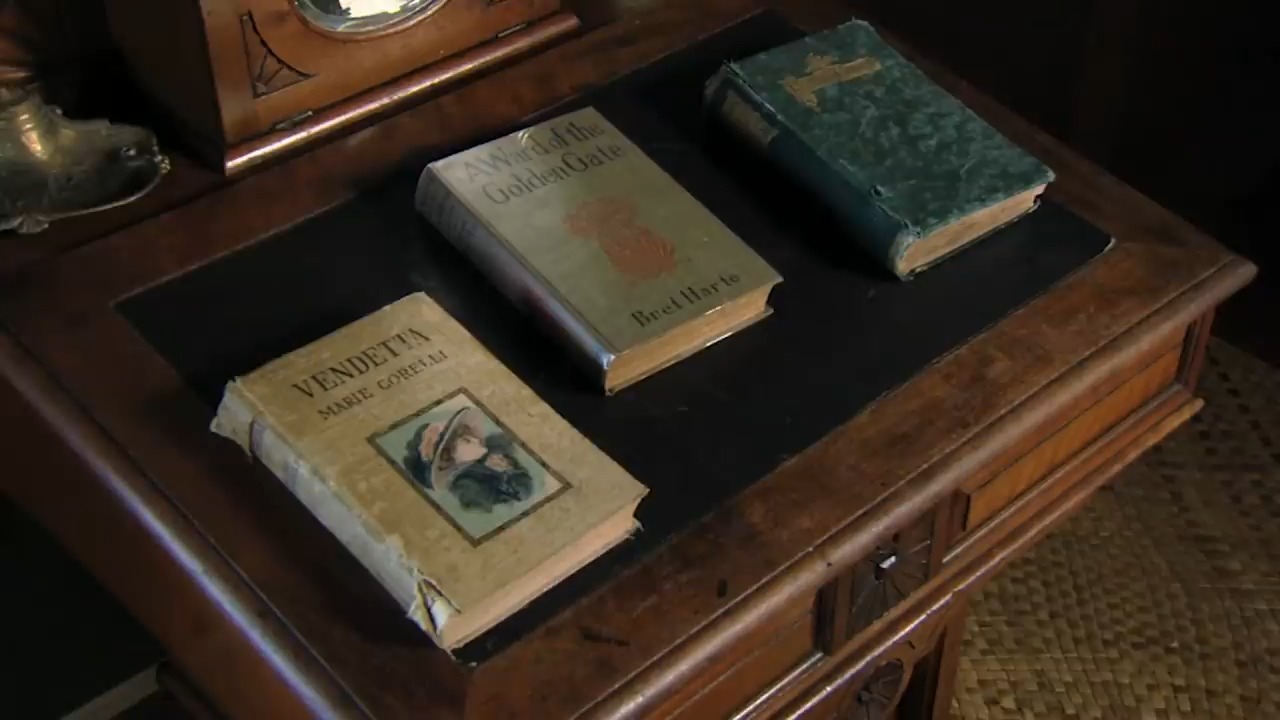 VENDETTA
MARIE CORELLI
A Ward of the
Golden Gate
Bret Harte